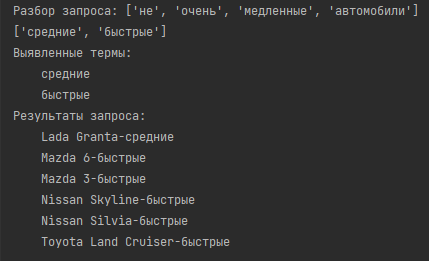 Разбор запроса: ['не', 'очень', 'медленные', 'автомобили']
['средние', 'быстрые']
Выявленные термы:
средние
быстрые
Результаты запроса:
Lada Granta-средние
Mazda 6-быстрые
Mazda 3-быстрые
Nissan Skyline-быстрые
Nissan Silvia-быстрые
Toyota Land Cruiser-быстрые